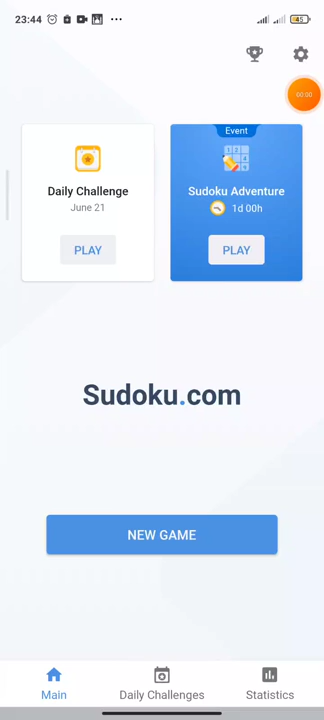 23:44
45
00:00
Event
Daily Challenge
June 21
PLAY
Sudoku Adventure
1d 00h
PLAY
Sudoku.com
NEW GAME
Main
Daily Challenges
Statistics